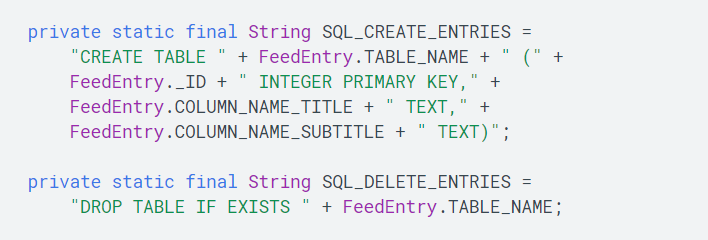 private static final String SQL_CREATE_ENTRIES =
"CREATE TABLE " + FeedEntry.TABLE_NAME + " (" +
FeedEntry._ID + " INTEGER PRIMARY KEY," +
FeedEntry.COLUMN_NAME_TITLE + " TEXT," +
FeedEntry.COLUMN_NAME_SUBTITLE + " TEXT)";
private static final String SQL_DELETE_ENTRIES =
"DROP TABLE IF EXISTS " + FeedEntry.TABLE_NAME;